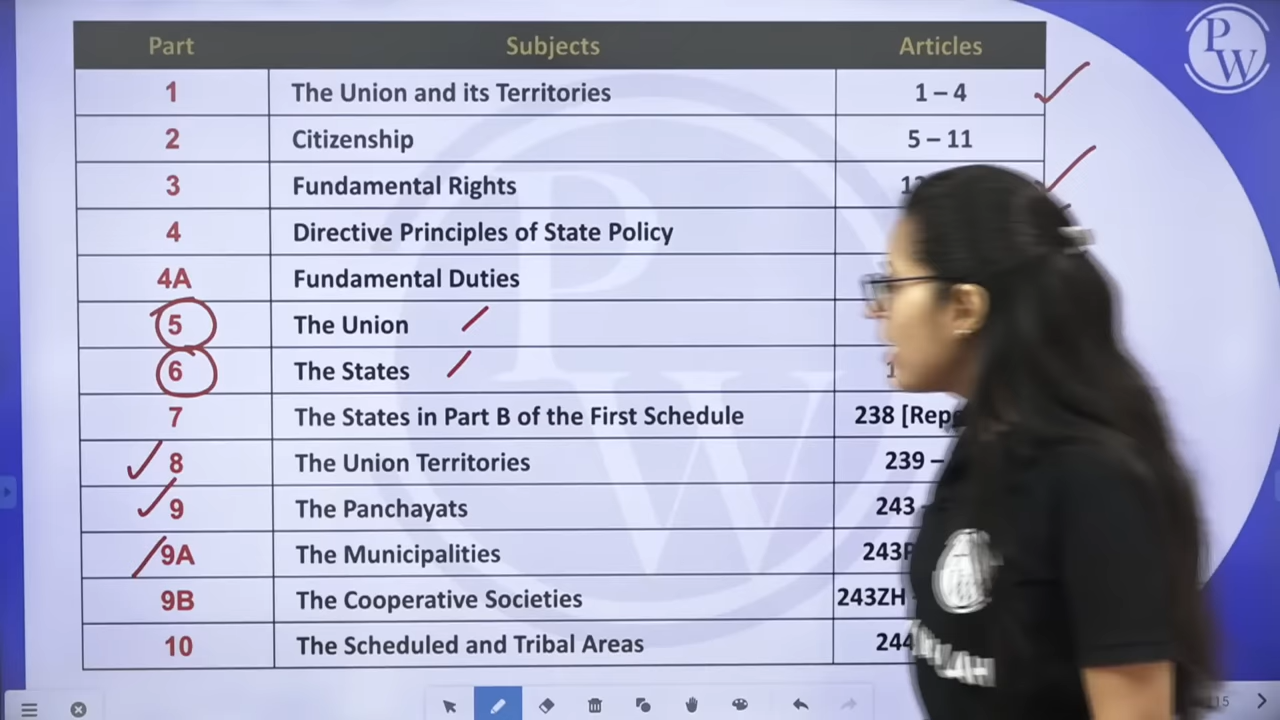 Part Subjects Articles
1 The Union and its Territories 1 – 4
2 Citizenship 5 – 11
3 Fundamental Rights
4 Directive Principles of State Policy
4A Fundamental Duties
5 The Union
6 The States
7 The States in Part B of the First Schedule 238
8 The Union Territories 239 –
9 The Panchayats 243
9A The Municipalities
9B The Cooperative Societies 243ZH
10 The Scheduled and Tribal Areas 244
PW